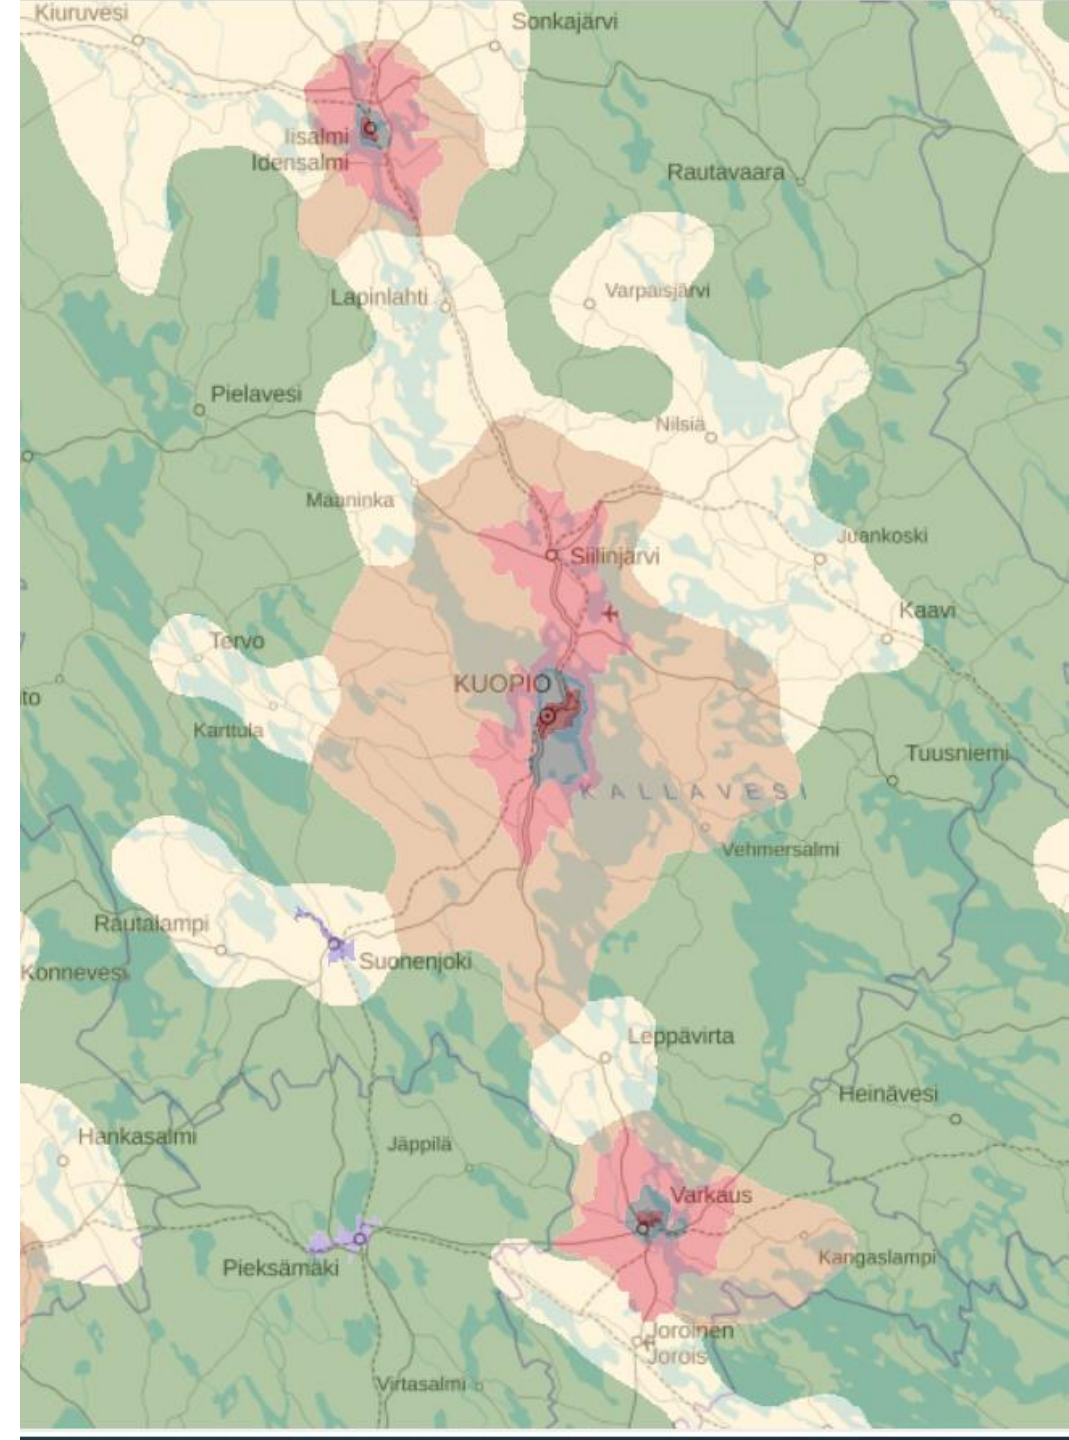 Kiuruvesi
Sonkajärvi
Iisalmi
Idensalmi
Rautavaara
Varpaisjärvi
Lapinlahti
Pielavesi
Nilsiä
Maaninka
Juankoski
Siilinjärvi
Kaavi
Tervo
KUOPIO
to
Karttula
Tuusniemi
KALLAVESI
Vehmersalmi
Rautalampi
Suonenjoki
Konnevesi
Leppävirta
Heinävesi
Hankasalmi
Jäppilä
Varkaus
Kangaslampi
Pieksämäki
Joroinen
Jorois
Virtasalmi